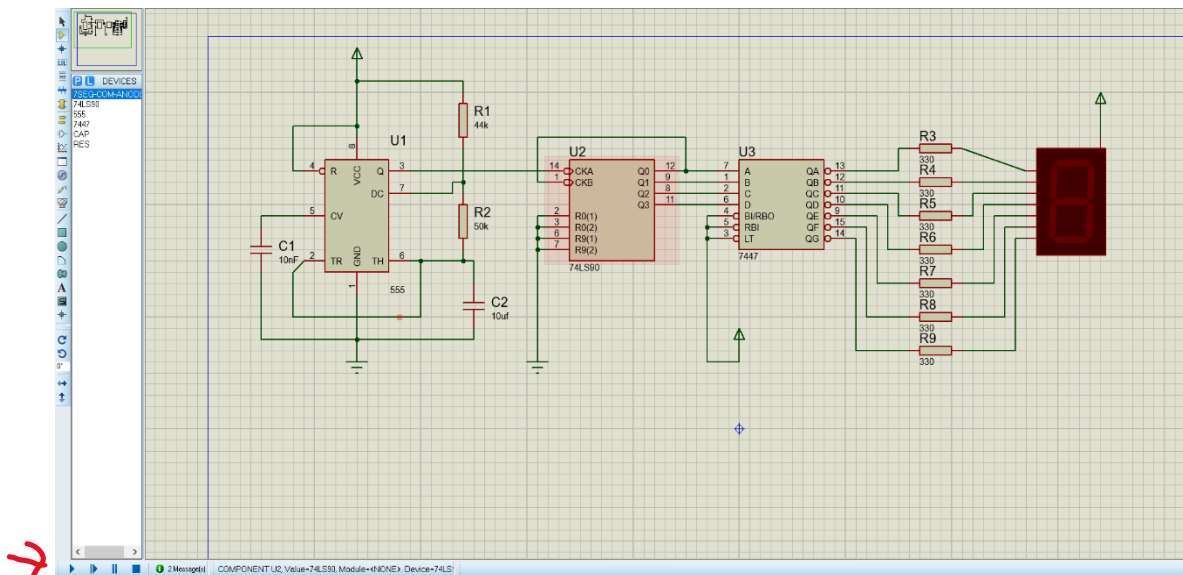 P L DEVICES
7SEG-COM-ANODE
74LS90
555
7447
CAP
RES
LBL
A
0°
U1
4 R
VCC
8
Q 3
DC 7
5 CV
2 TR
GND
1
TH 6
555
R1
44k
R2
50k
C1
10nF
C2
10uf
U2
14 CKA
1 CKB
Q0 12
Q1 9
Q2 8
Q3 11
2 R0(1)
3 R0(2)
6 R9(1)
7 R9(2)
74LS90
U3
7 A
1 B
2 C
6 D
4 BI/RBO
5 RBI
3 LT
QA 13
QB 12
QC 11
QD 10
QE 9
QF 15
QG 14
7447
R3
330
R4
330
R5
330
R6
330
R7
330
R8
330
R9
330
2 Message(s)
COMPONENT U2, Value=74LS90, Module=<NONE>, Device=74LS